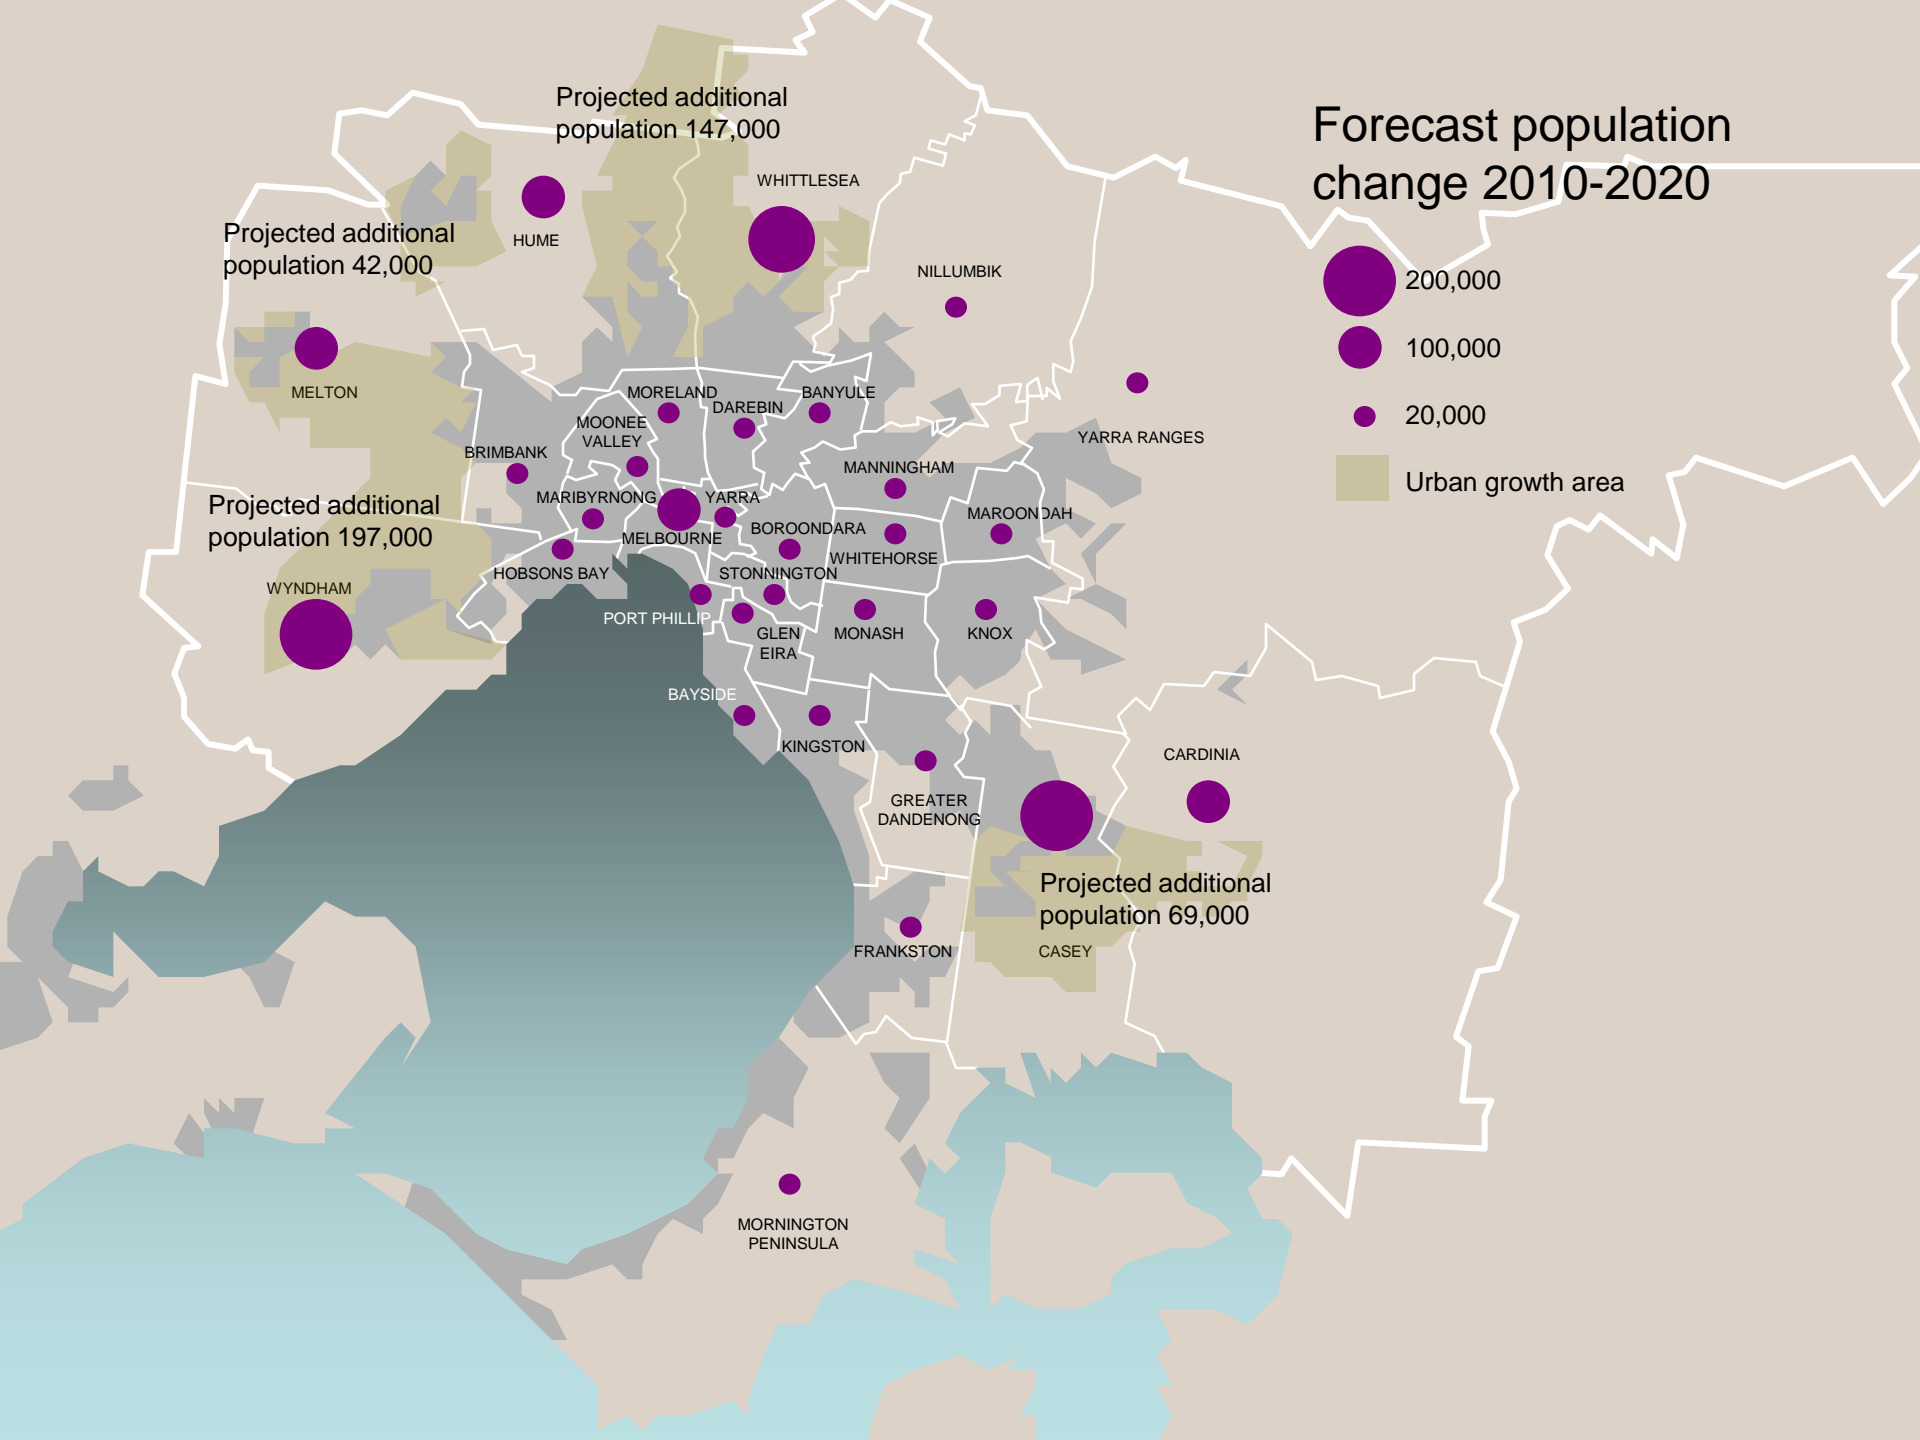 Projected additional
population 147,000
Forecast population
change 2010-2020
WHITTLESEA
Projected additional
population 42,000
HUME
NILLUMBIK
200,000
100,000
20,000
Urban growth area
MELTON
MORELAND
DAREBIN
BANYULE
MOONEE
VALLEY
YARRA RANGES
BRIMBANK
MANNINGHAM
Projected additional
population 197,000
MARIBYRNONG
YARRA
MAROONDAH
BOROONDARA
MELBOURNE
WHITEHORSE
HOBSONS BAY
STONNINGTON
WYNDHAM
PORT PHILLIP
GLEN
EIRA
MONASH
KNOX
BAYSIDE
KINGSTON
CARDINIA
GREATER
DANDENONG
Projected additional
population 69,000
FRANKSTON
CASEY
MORNINGTON
PENINSULA